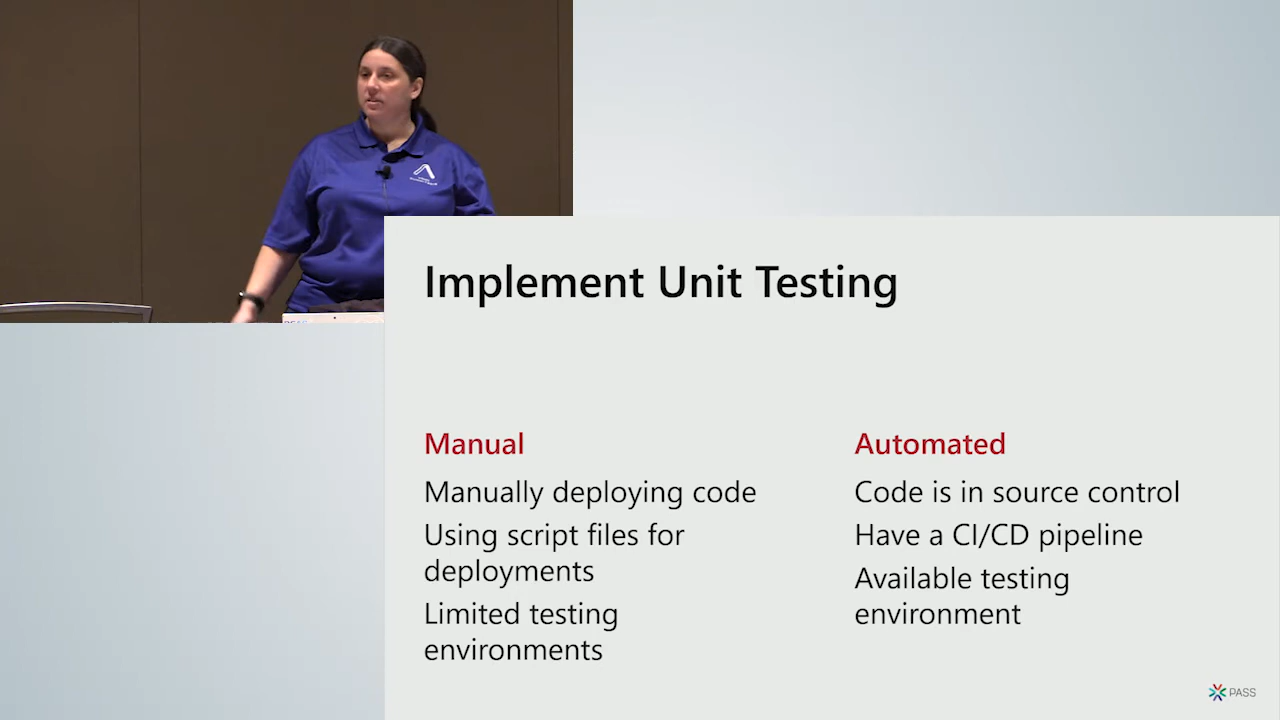 Implement Unit Testing
Manual
Manually deploying code
Using script files for
deployments
Limited testing
environments
Automated
Code is in source control
Have a CI/CD pipeline
Available testing
environment
PASS